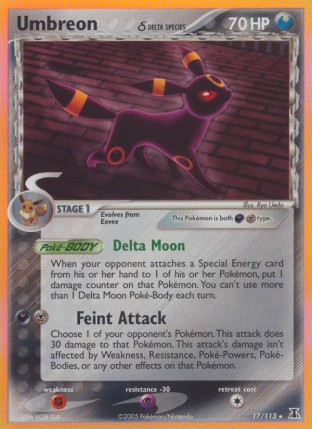 Umbreon δ DELTA SPECIES 70 HP
Illus. Ryo Ueda
STAGE 1
Evolves from
Eevee
This Pokémon is both type.
Poké-BODY Delta Moon
When your opponent attaches a Special Energy card
from his or her hand to 1 of his or her Pokémon, put 1
damage counter on that Pokémon. You can't use more
than 1 Delta Moon Poké-Body each turn.
Feint Attack
Choose 1 of your opponent's Pokémon. This attack does
30 damage to that Pokémon. This attack's damage isn't
affected by Weakness, Resistance, Poké-Powers, Poké-
Bodies, or any other effects on that Pokémon.
weakness resistance -30 retreat cost
©2005 Pokémon/Nintendo 17/113